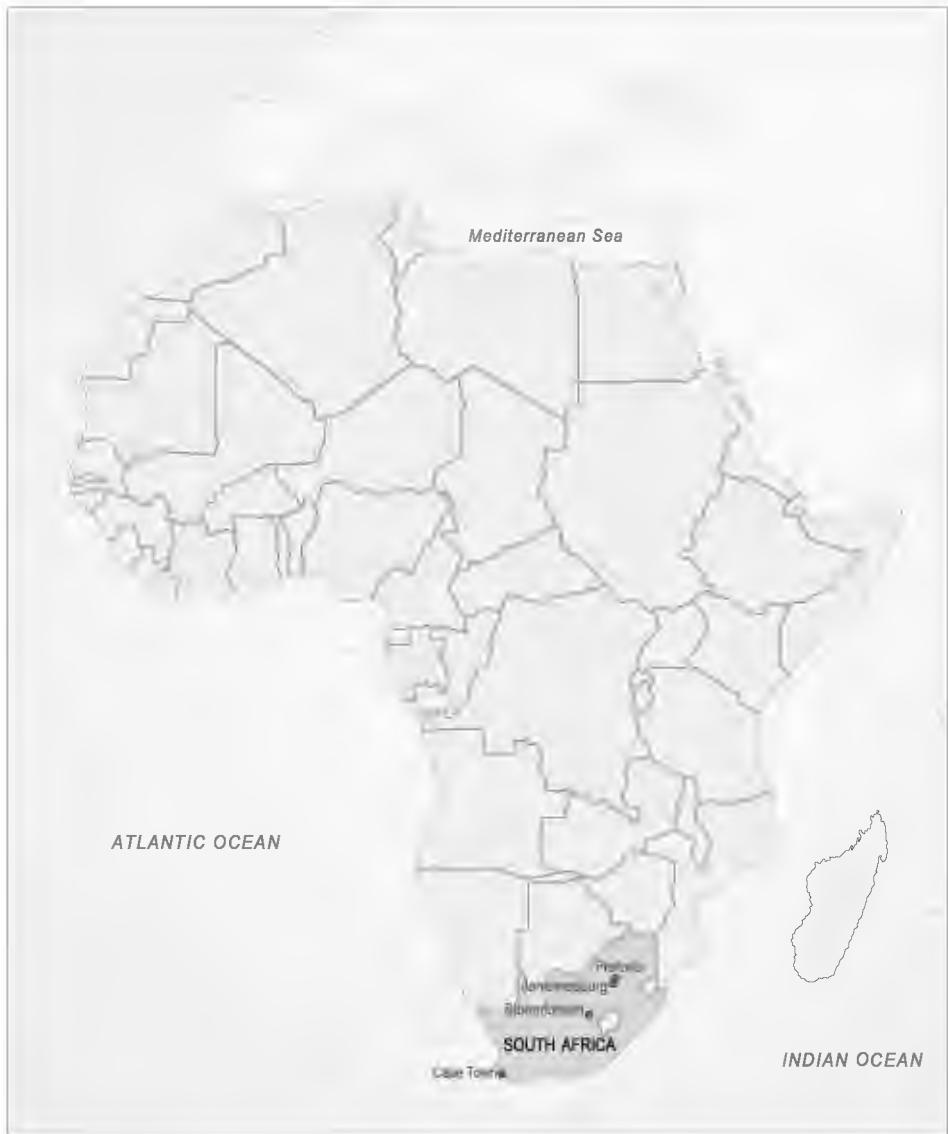 Mediterranean Sea
ATLANTIC OCEAN
Pretoria
Johannesburg
Bloemfontein
SOUTH AFRICA
INDIAN OCEAN
Cape Town